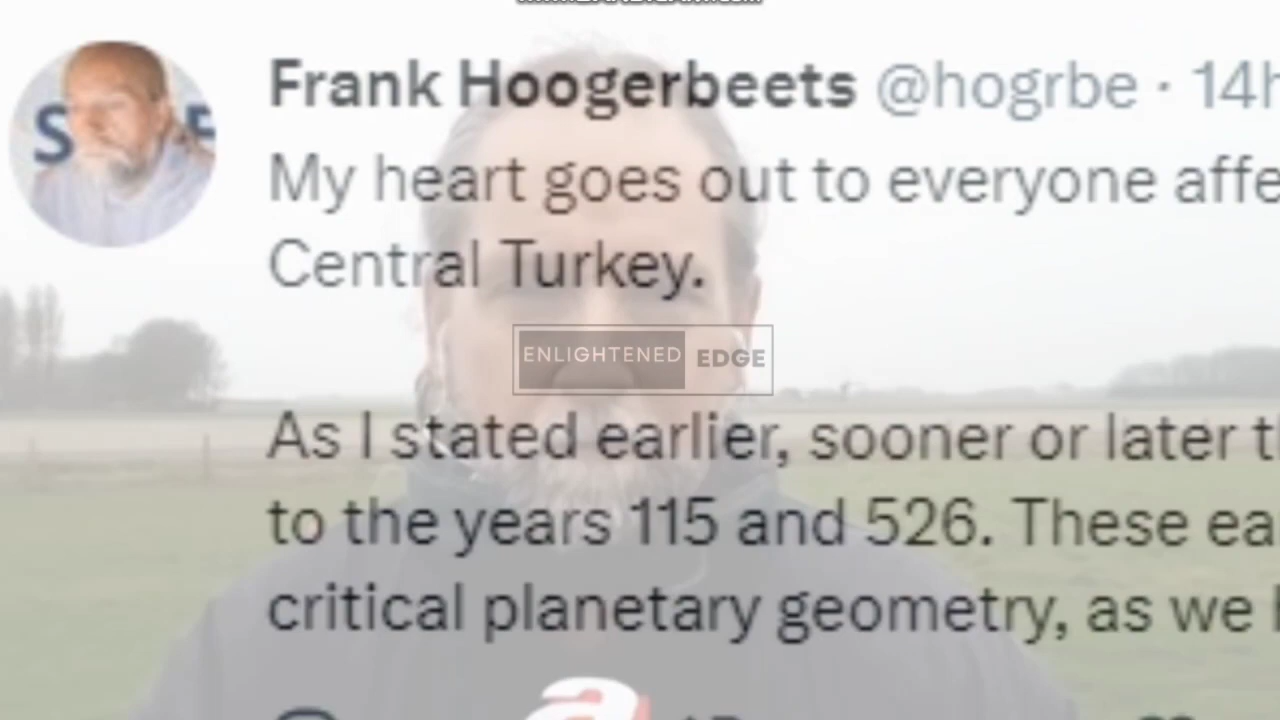 Frank Hoogerbeets @hogrbe · 14h
My heart goes out to everyone affe
Central Turkey.
ENLIGHTENED EDGE
As I stated earlier, sooner or later t
to the years 115 and 526. These ea
critical planetary geometry, as we
a